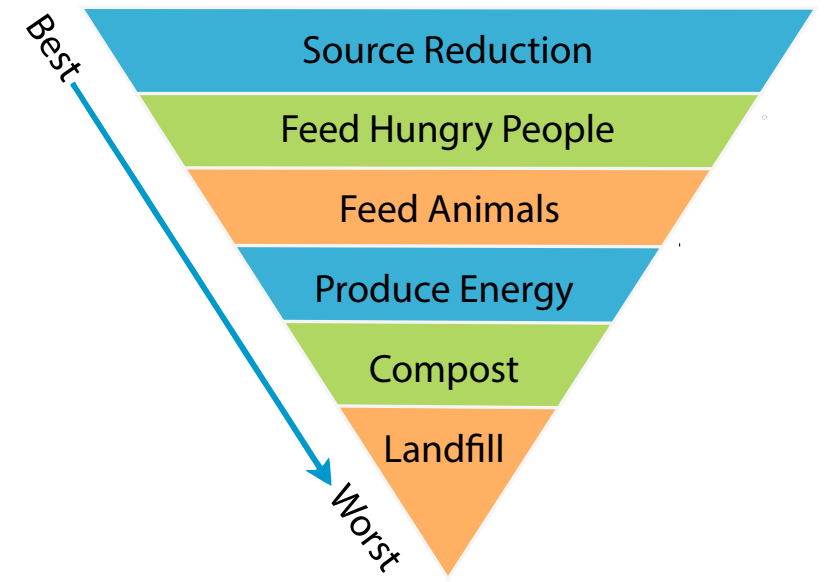 Best
Source Reduction
Feed Hungry People
Feed Animals
Produce Energy
Compost
Landfill
Worst